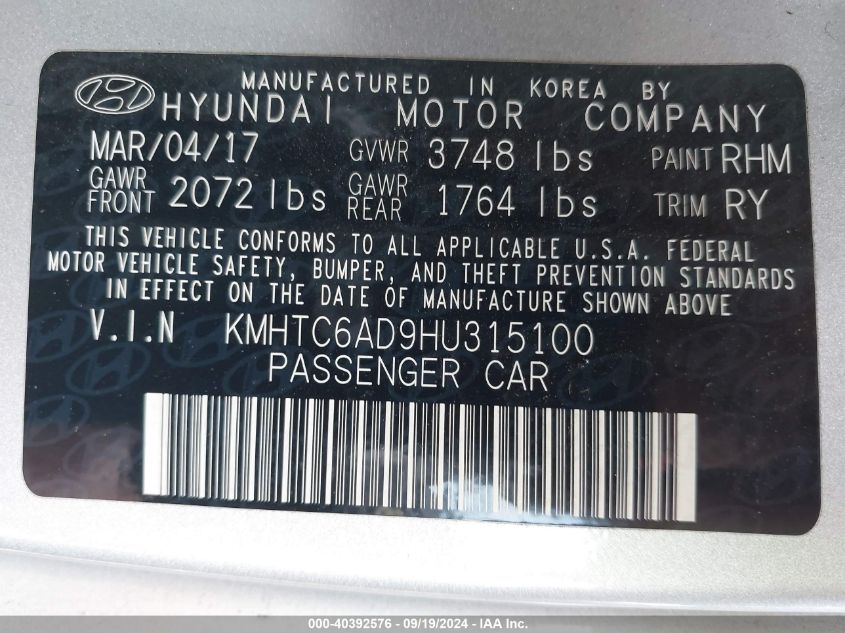 MANUFACTURED IN KOREA BY
HYUNDAI MOTOR COMPANY
MAR/04/17 GVWR 3748 lbs PAINT RHM
GAWR FRONT 2072 lbs GAWR REAR 1764 lbs TRIM RY
THIS VEHICLE CONFORMS TO ALL APPLICABLE U.S.A. FEDERAL
MOTOR VEHICLE SAFETY, BUMPER, AND THEFT PREVENTION STANDARDS
IN EFFECT ON THE DATE OF MANUFACTURE SHOWN ABOVE
V.I.N KMHTC6AD9HU315100
PASSENGER CAR
000-40392576 - 09/19/2024 - IAA Inc.